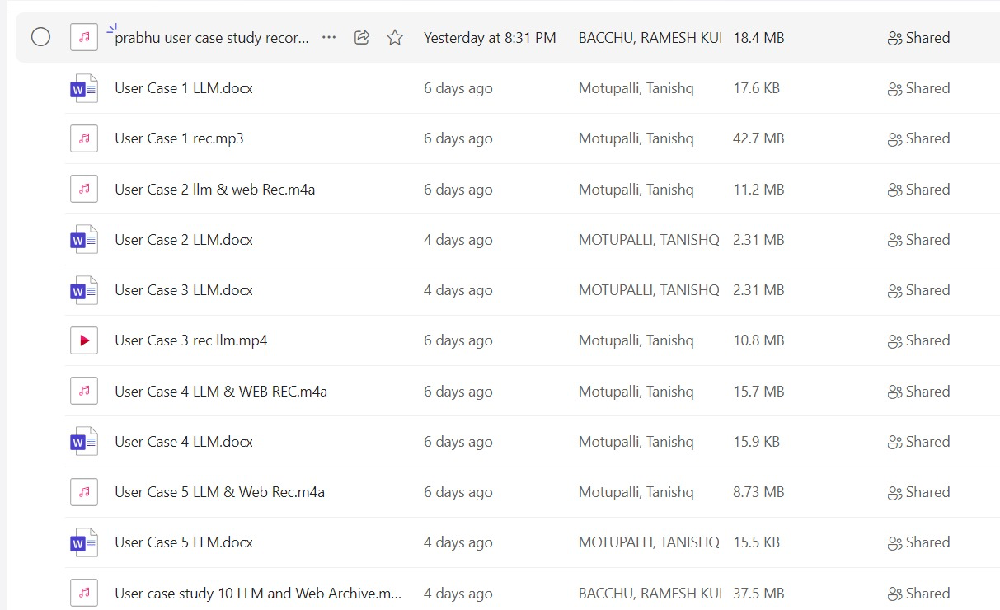 prabhu user case study recor... ... Yesterday at 8:31 PM BACCHU, RAMESH KU 18.4 MB Shared
W User Case 1 LLM.docx 6 days ago Motupalli, Tanishq 17.6 KB Shared
User Case 1 rec.mp3 6 days ago Motupalli, Tanishq 42.7 MB Shared
User Case 2 llm & web Rec.m4a 6 days ago Motupalli, Tanishq 11.2 MB Shared
W User Case 2 LLM.docx 4 days ago MOTUPALLI, TANISHQ 2.31 MB Shared
W User Case 3 LLM.docx 4 days ago MOTUPALLI, TANISHQ 2.31 MB Shared
User Case 3 rec llm.mp4 6 days ago Motupalli, Tanishq 10.8 MB Shared
User Case 4 LLM & WEB REC.m4a 6 days ago Motupalli, Tanishq 15.7 MB Shared
W User Case 4 LLM.docx 6 days ago Motupalli, Tanishq 15.9 KB Shared
User Case 5 LLM & Web Rec.m4a 6 days ago Motupalli, Tanishq 8.73 MB Shared
W User Case 5 LLM.docx 4 days ago MOTUPALLI, TANISHQ 15.5 KB Shared
User case study 10 LLM and Web Archive.m... 4 days ago BACCHU, RAMESH KU 37.5 MB Shared